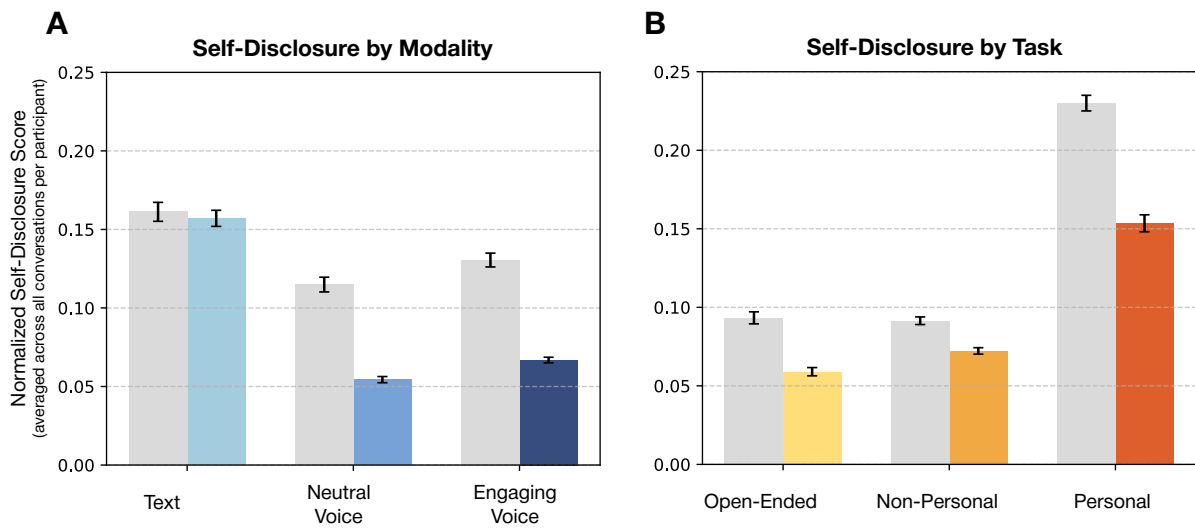 A
Self-Disclosure by Modality
Normalized Self-Disclosure Score
(averaged across all conversations per participant)
0.25
0.20
0.15
0.10
0.05
0.00
Text
Neutral
Voice
Engaging
Voice
B
Self-Disclosure by Task
0.25
0.20
0.15
0.10
0.05
0.00
Open-Ended
Non-Personal
Personal